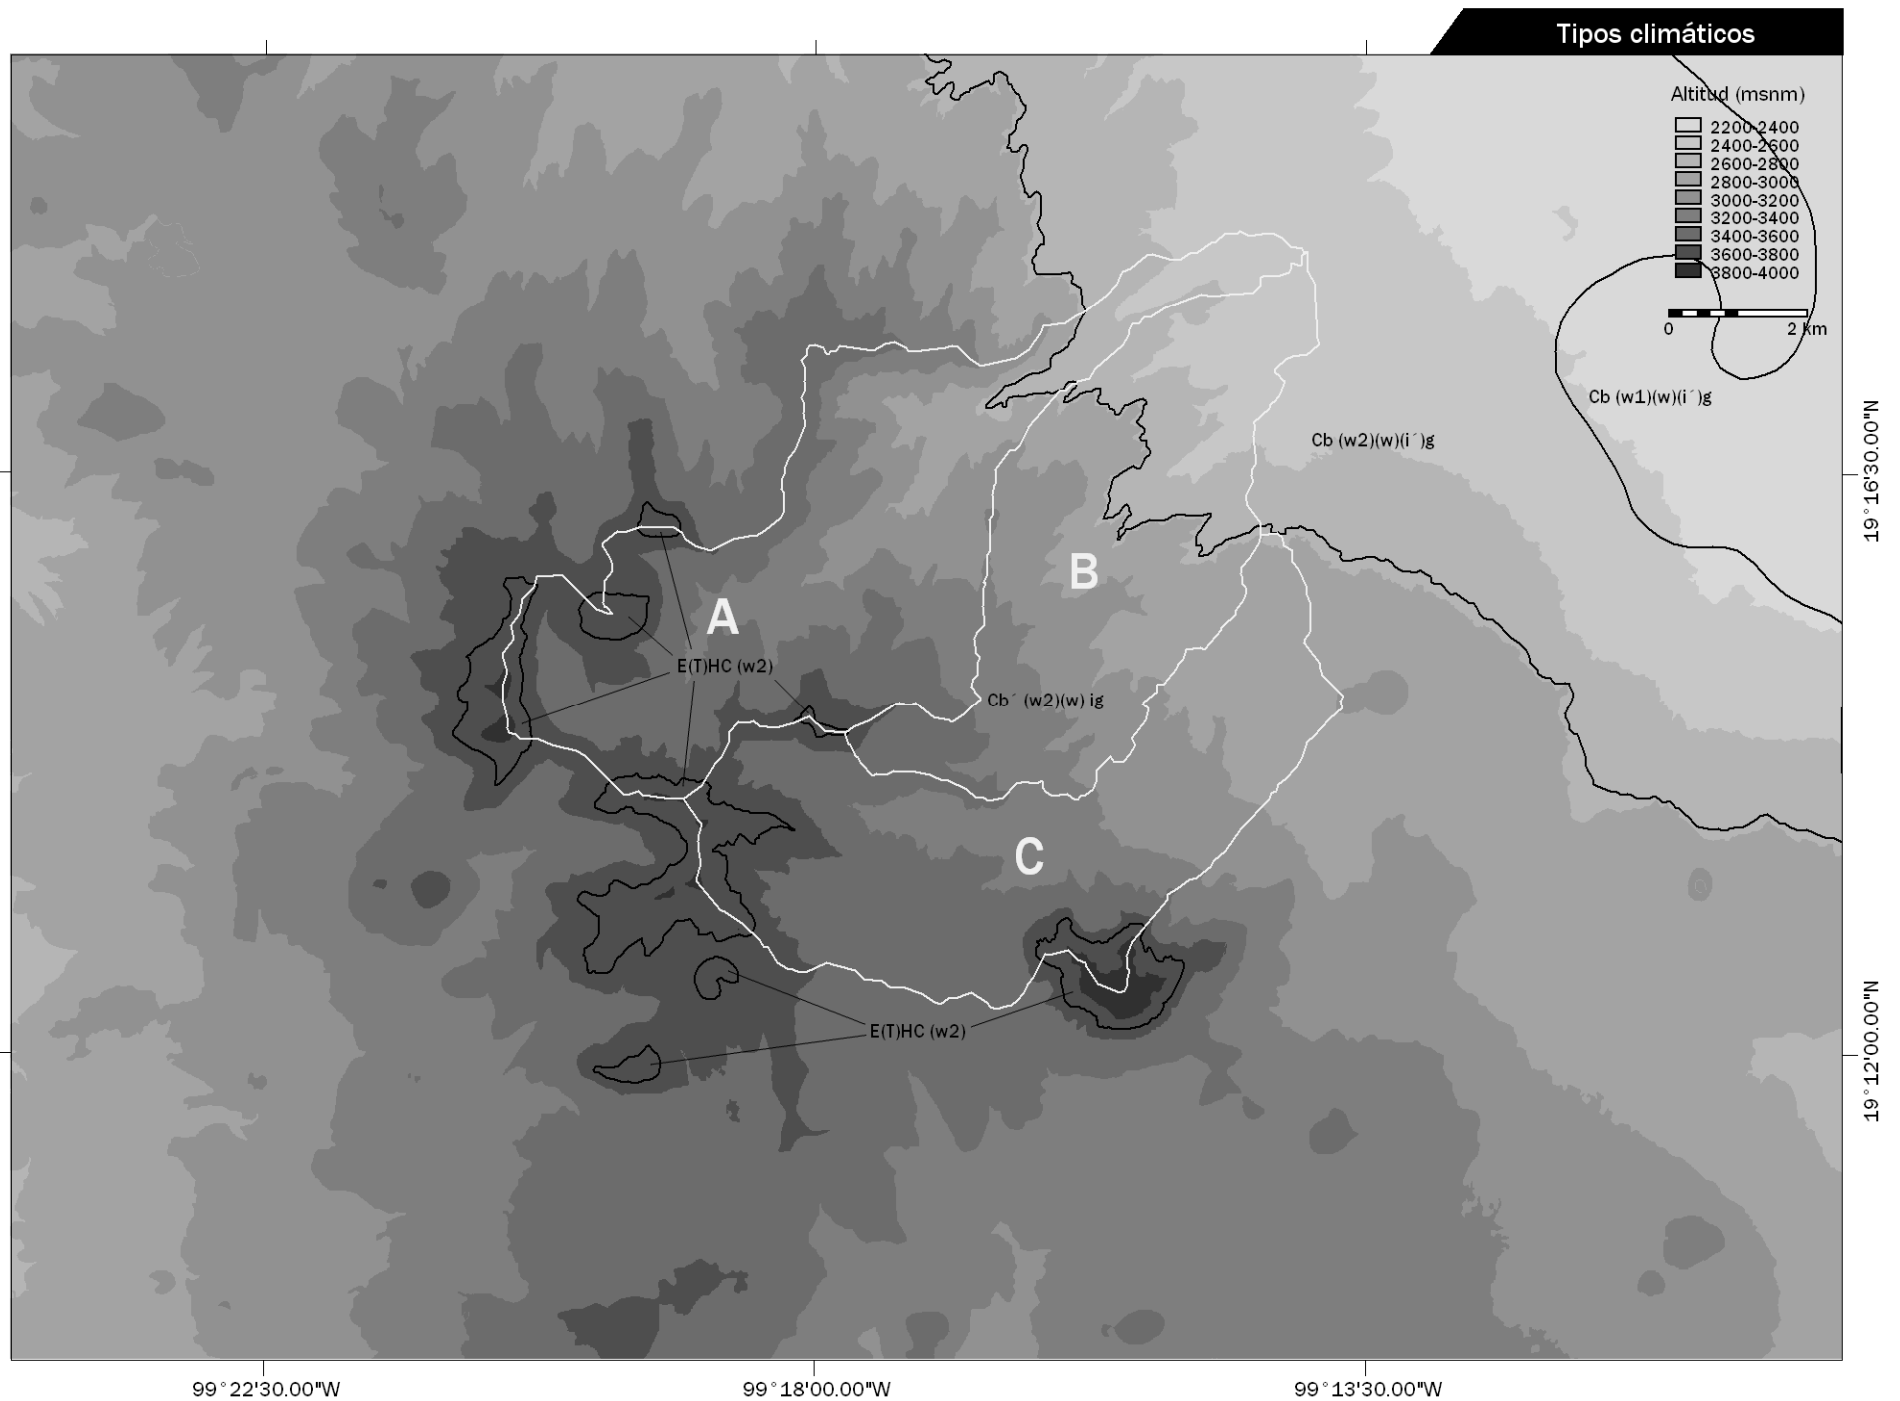 Tipos climáticos
Altitud (msnm)
2200-2400
2400-2600
2600-2800
2800-3000
3000-3200
3200-3400
3400-3600
3600-3800
3800-4000
0 2 km
Cb (w1)(w)(i´)g
Cb (w2)(w)(i´)g
19°16'30.00"N
B
A
E(T)HC (w2)
Cb´ (w2)(w) ig
C
E(T)HC (w2)
19°12'00.00"N
99°22'30.00"W 99°18'00.00"W 99°13'30.00"W